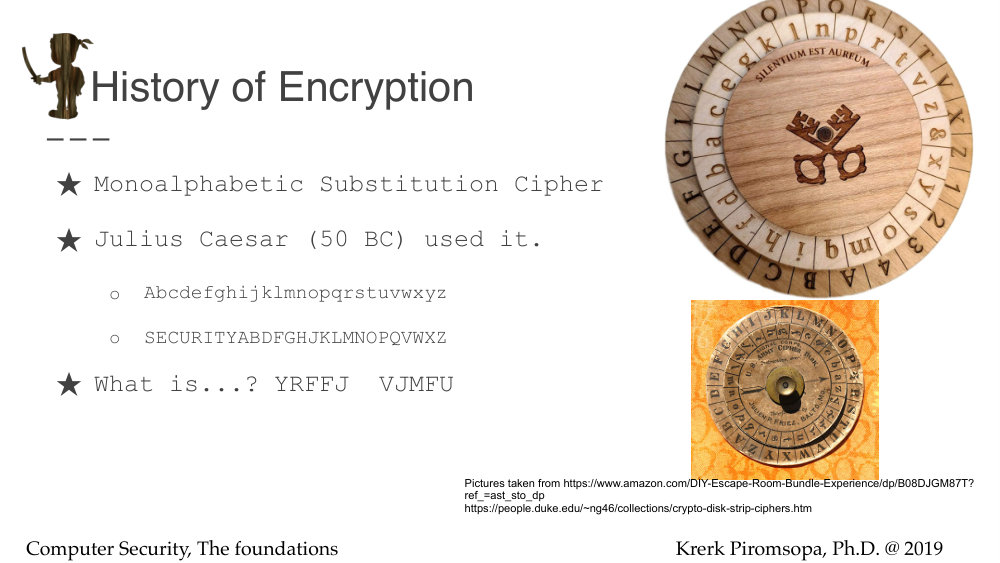 History of Encryption
Monoalphabetic Substitution Cipher
Julius Caesar (50 BC) used it.
Abcdefghijklmnopqrstuvwxyz
SECURITYABDFGHJKLMNOPQVWXZ
What is...? YRFFJ  VJMFU
SILENTIUM EST AUREUM
Pictures taken from https://www.amazon.com/DIY-Escape-Room-Bundle-Experience/dp/B08DJGM87T?
ref_=ast_sto_dp
https://people.duke.edu/~ng46/collections/crypto-disk-strip-ciphers.htm
Computer Security, The foundations
Krerk Piromsopa, Ph.D. @ 2019